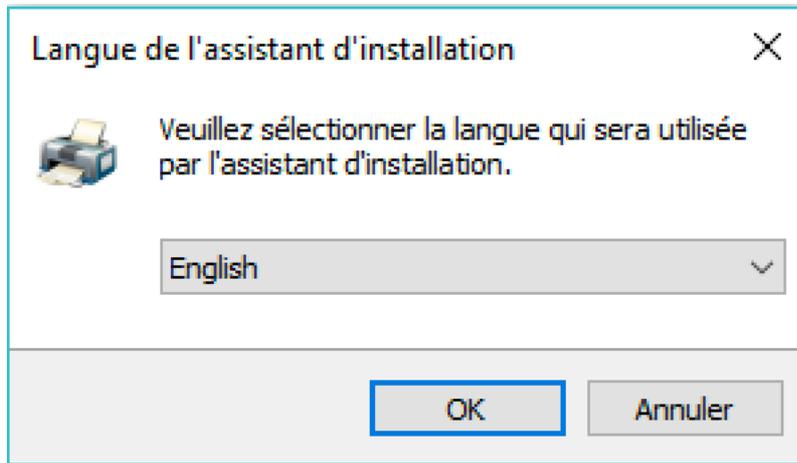 Langue de l'assistant d'installation
Veuillez sélectionner la langue qui sera utilisée
par l'assistant d'installation.
English
OK
Annuler